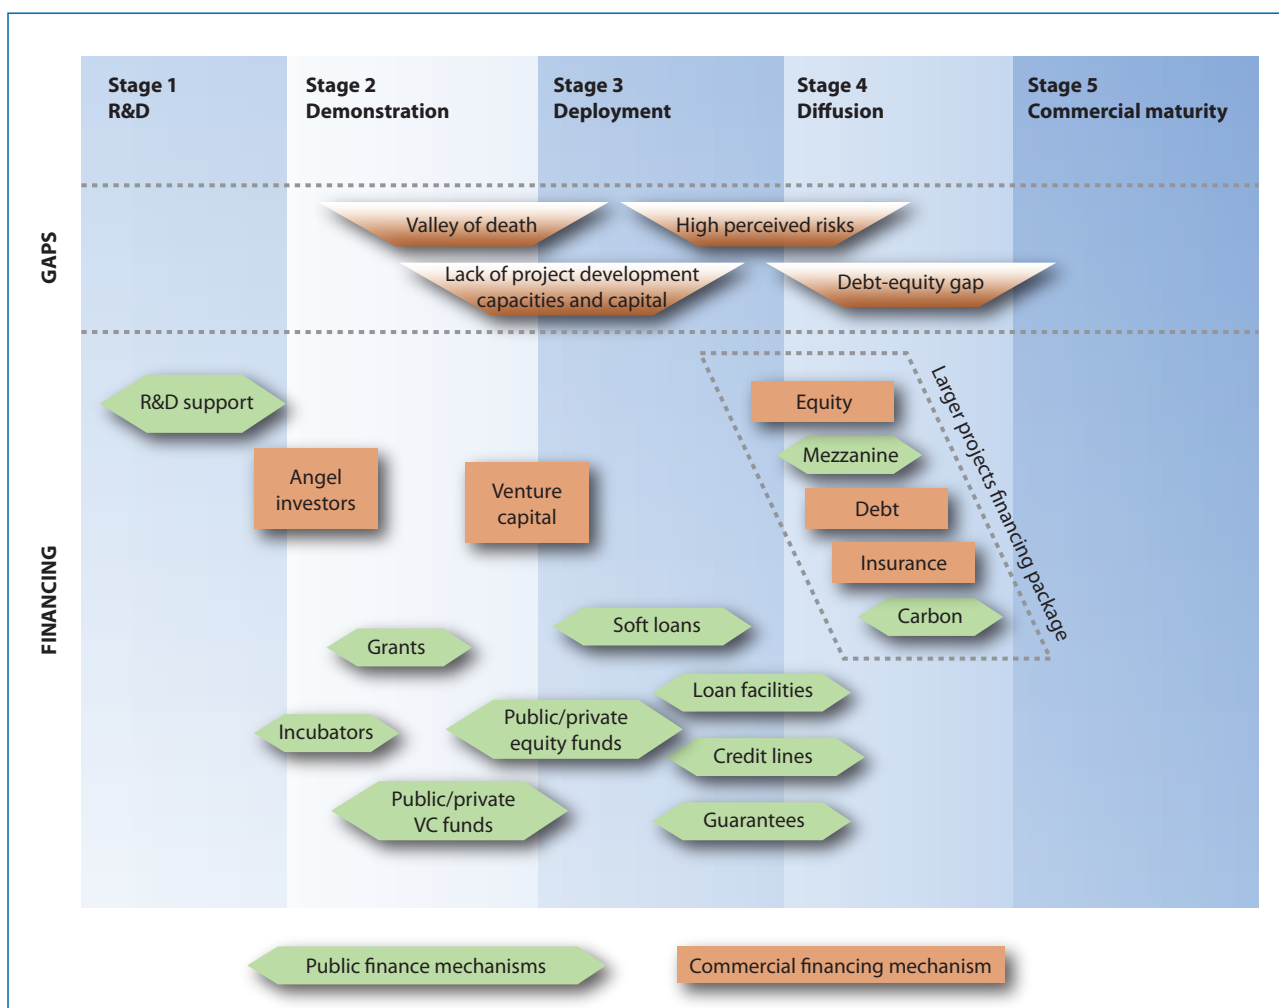 Stage 1
R&D
Stage 2
Demonstration
Stage 3
Deployment
Stage 4
Diffusion
Stage 5
Commercial maturity
GAPS
Valley of death
High perceived risks
Lack of project development
capacities and capital
Debt-equity gap
FINANCING
R&D support
Angel
investors
Venture
capital
Equity
Mezzanine
Debt
Insurance
Carbon
Larger projects financing package
Soft loans
Grants
Loan facilities
Incubators
Public/private
equity funds
Credit lines
Public/private
VC funds
Guarantees
Public finance mechanisms
Commercial financing mechanism